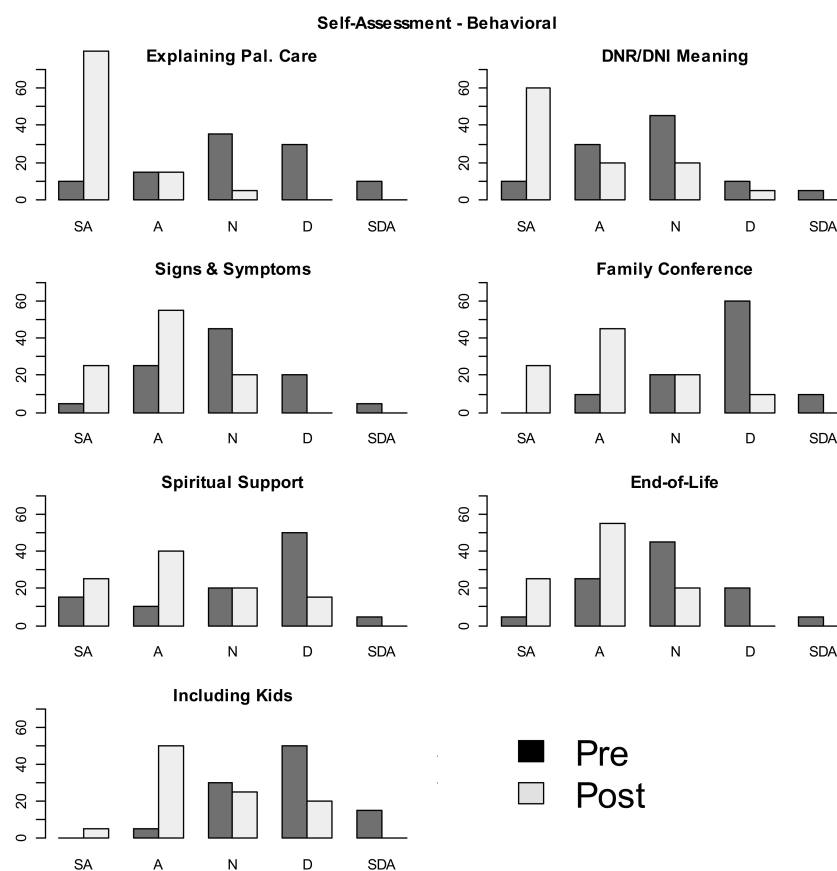 Self-Assessment - Behavioral
Explaining Pal. Care
0 20 40 60
SA A N D SDA
DNR/DNI Meaning
0 20 40 60
SA A N D SDA
Signs & Symptoms
0 20 40 60
SA A N D SDA
Family Conference
0 20 40 60
SA A N D SDA
Spiritual Support
0 20 40 60
SA A N D SDA
End-of-Life
0 20 40 60
SA A N D SDA
Including Kids
0 20 40 60
SA A N D SDA
Pre
Post